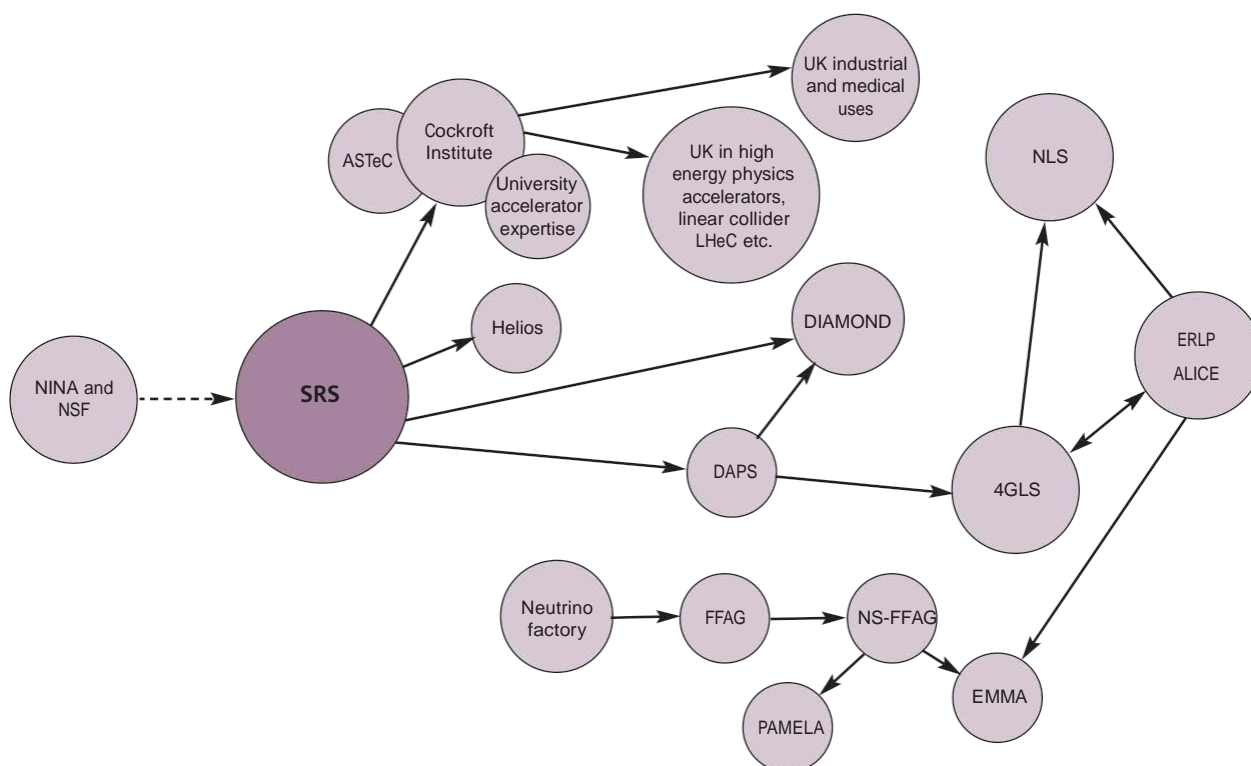 UK industrial
and medical
uses
Cockroft
Institute
ASTeC
University
accelerator
expertise
UK in high
energy physics
accelerators,
linear collider
LHeC etc.
NLS
Helios
DIAMOND
ERLP
ALICE
NINA and
NSF
SRS
DAPS
4GLS
Neutrino
factory
FFAG
NS-FFAG
PAMELA
EMMA